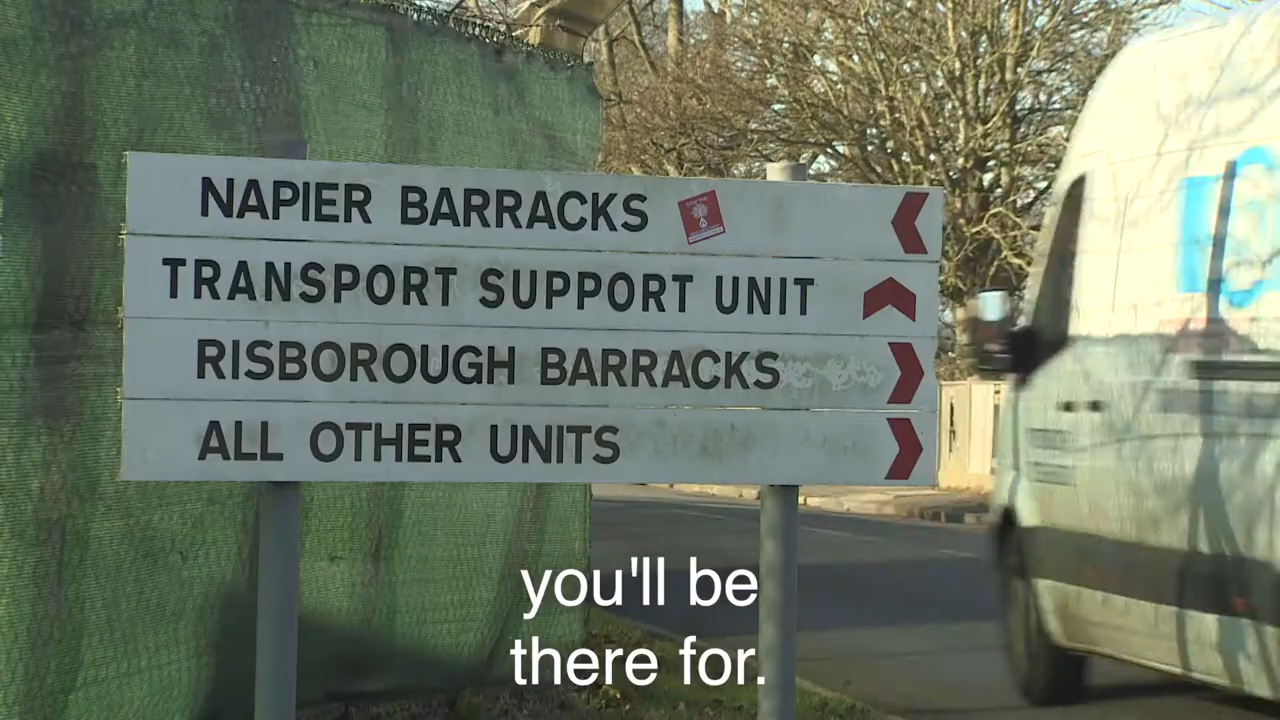 NAPIER BARRACKS
TRANSPORT SUPPORT UNIT
RISBOROUGH BARRACKS
ALL OTHER UNITS
you'll be
there for.